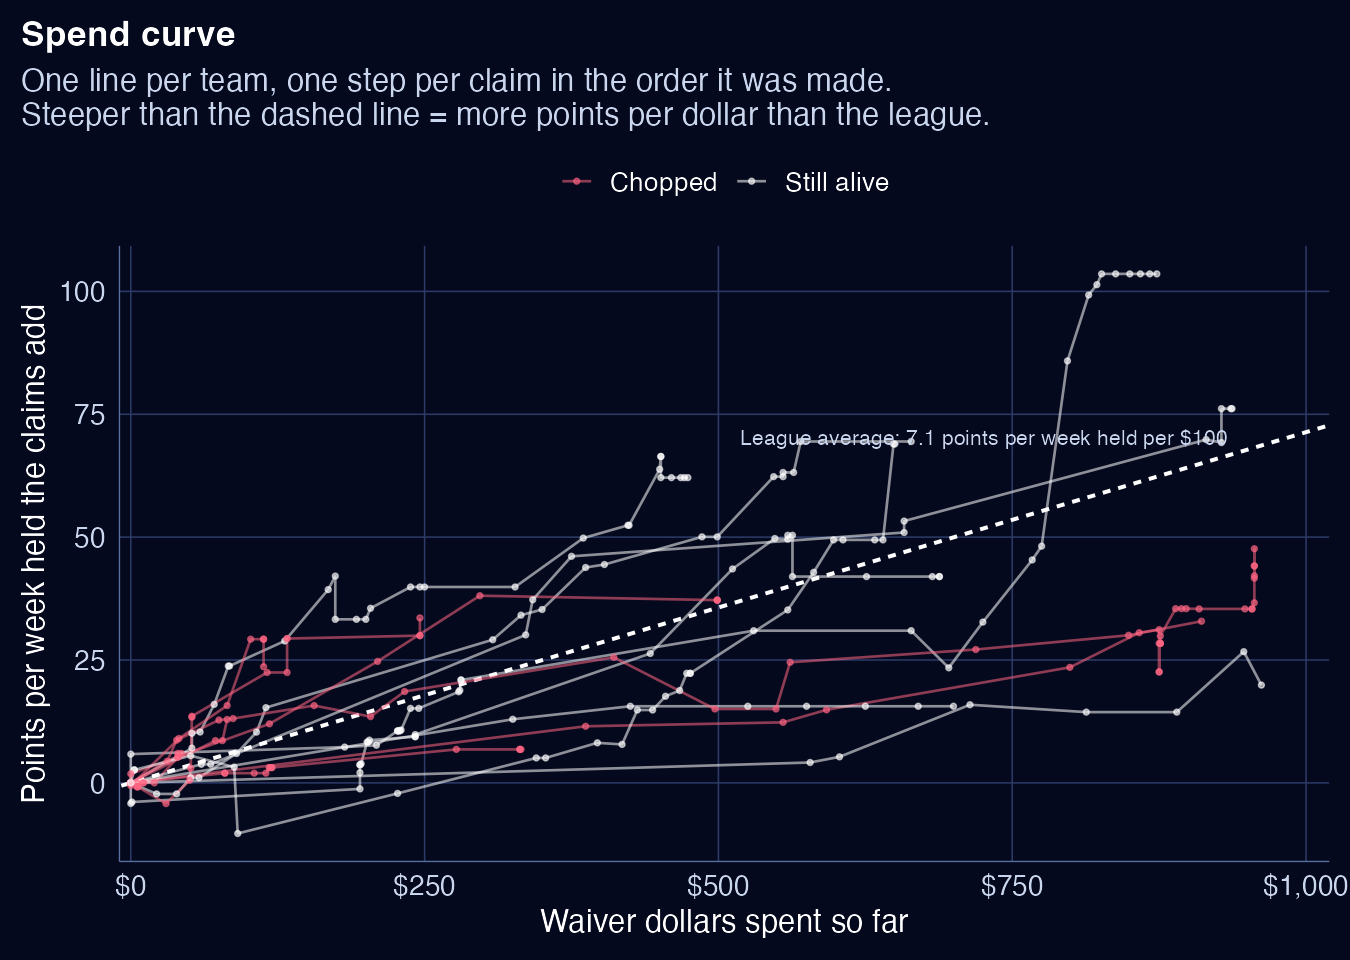 Spend curve
One line per team, one step per claim in the order it was made.
Steeper than the dashed line = more points per dollar than the league.
Chopped
Still alive
Points per week held the claims add
100
75
50
25
0
League average: 7.1 points per week held per $100
$0
$250
$500
$750
$1,000
Waiver dollars spent so far